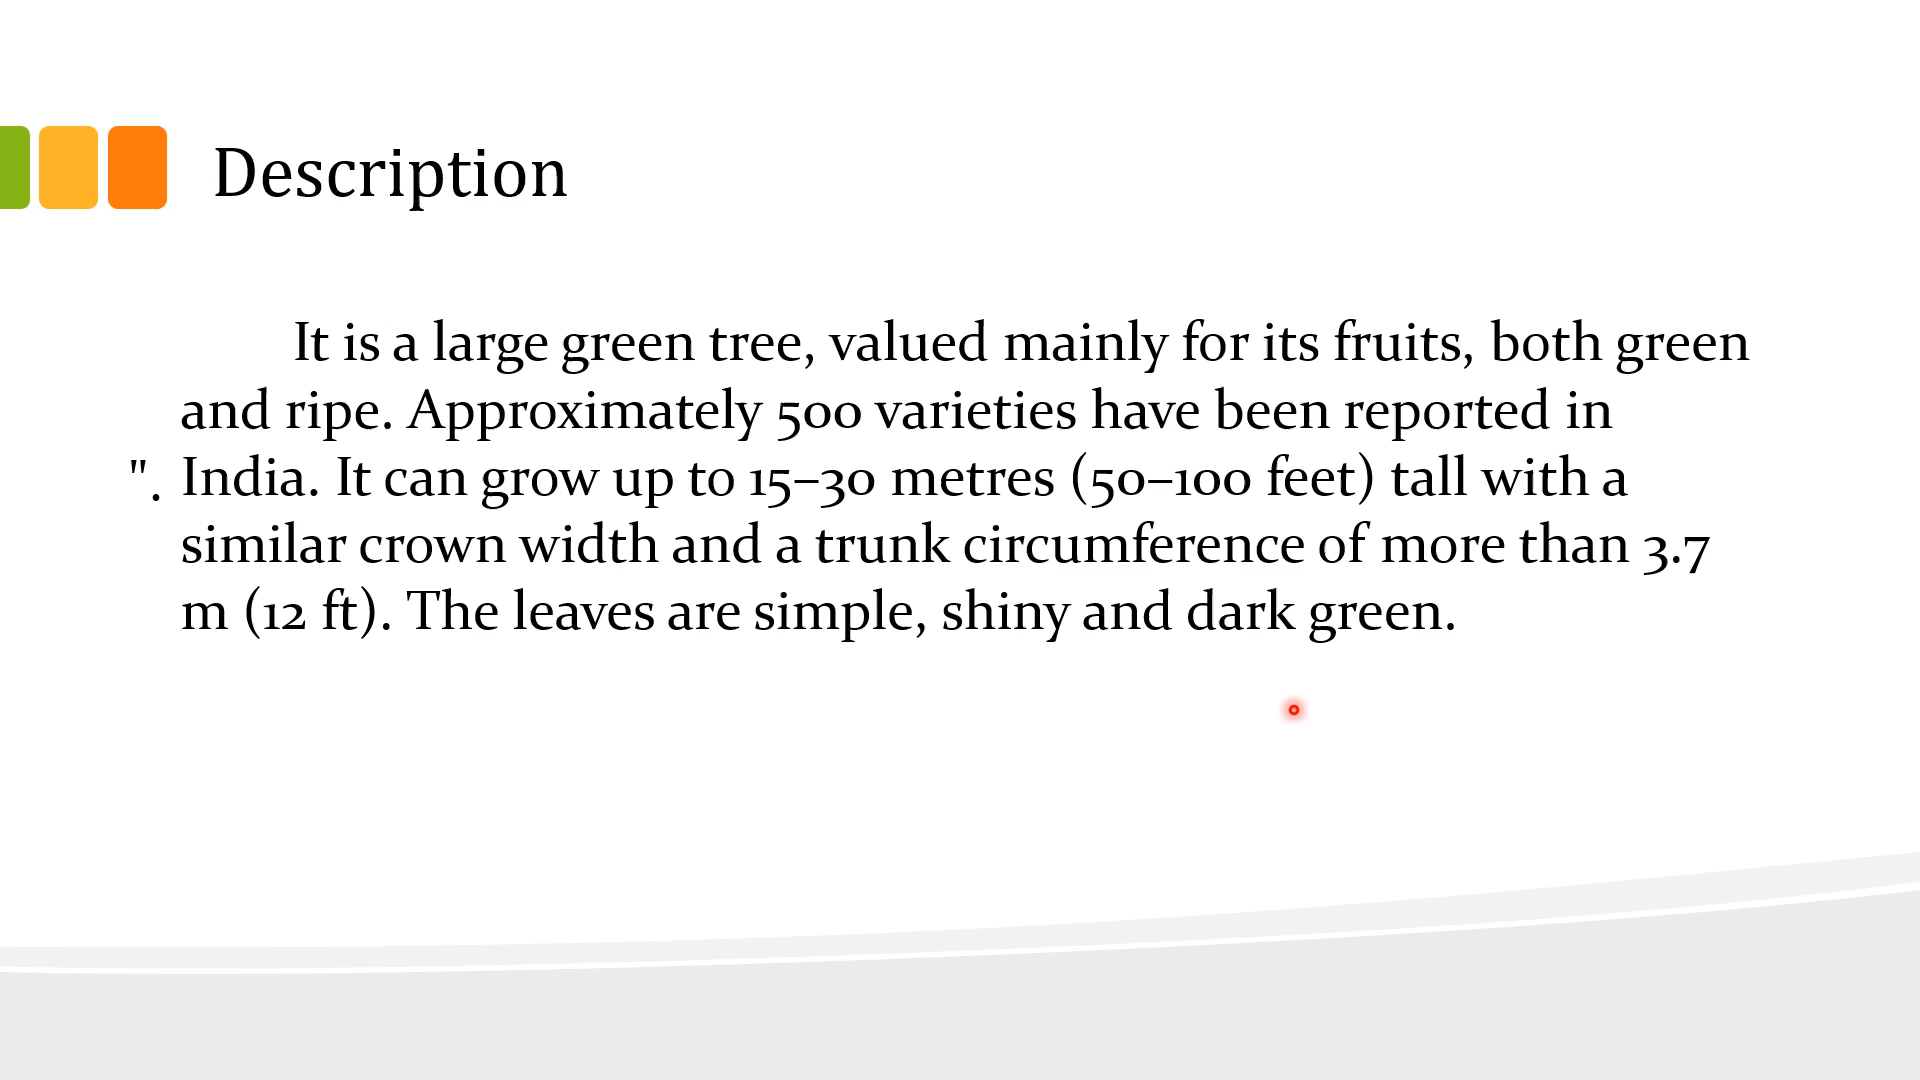 Description
It is a large green tree, valued mainly for its fruits, both green
and ripe. Approximately 500 varieties have been reported in
". India. It can grow up to 15–30 metres (50–100 feet) tall with a
similar crown width and a trunk circumference of more than 3.7
m (12 ft). The leaves are simple, shiny and dark green.